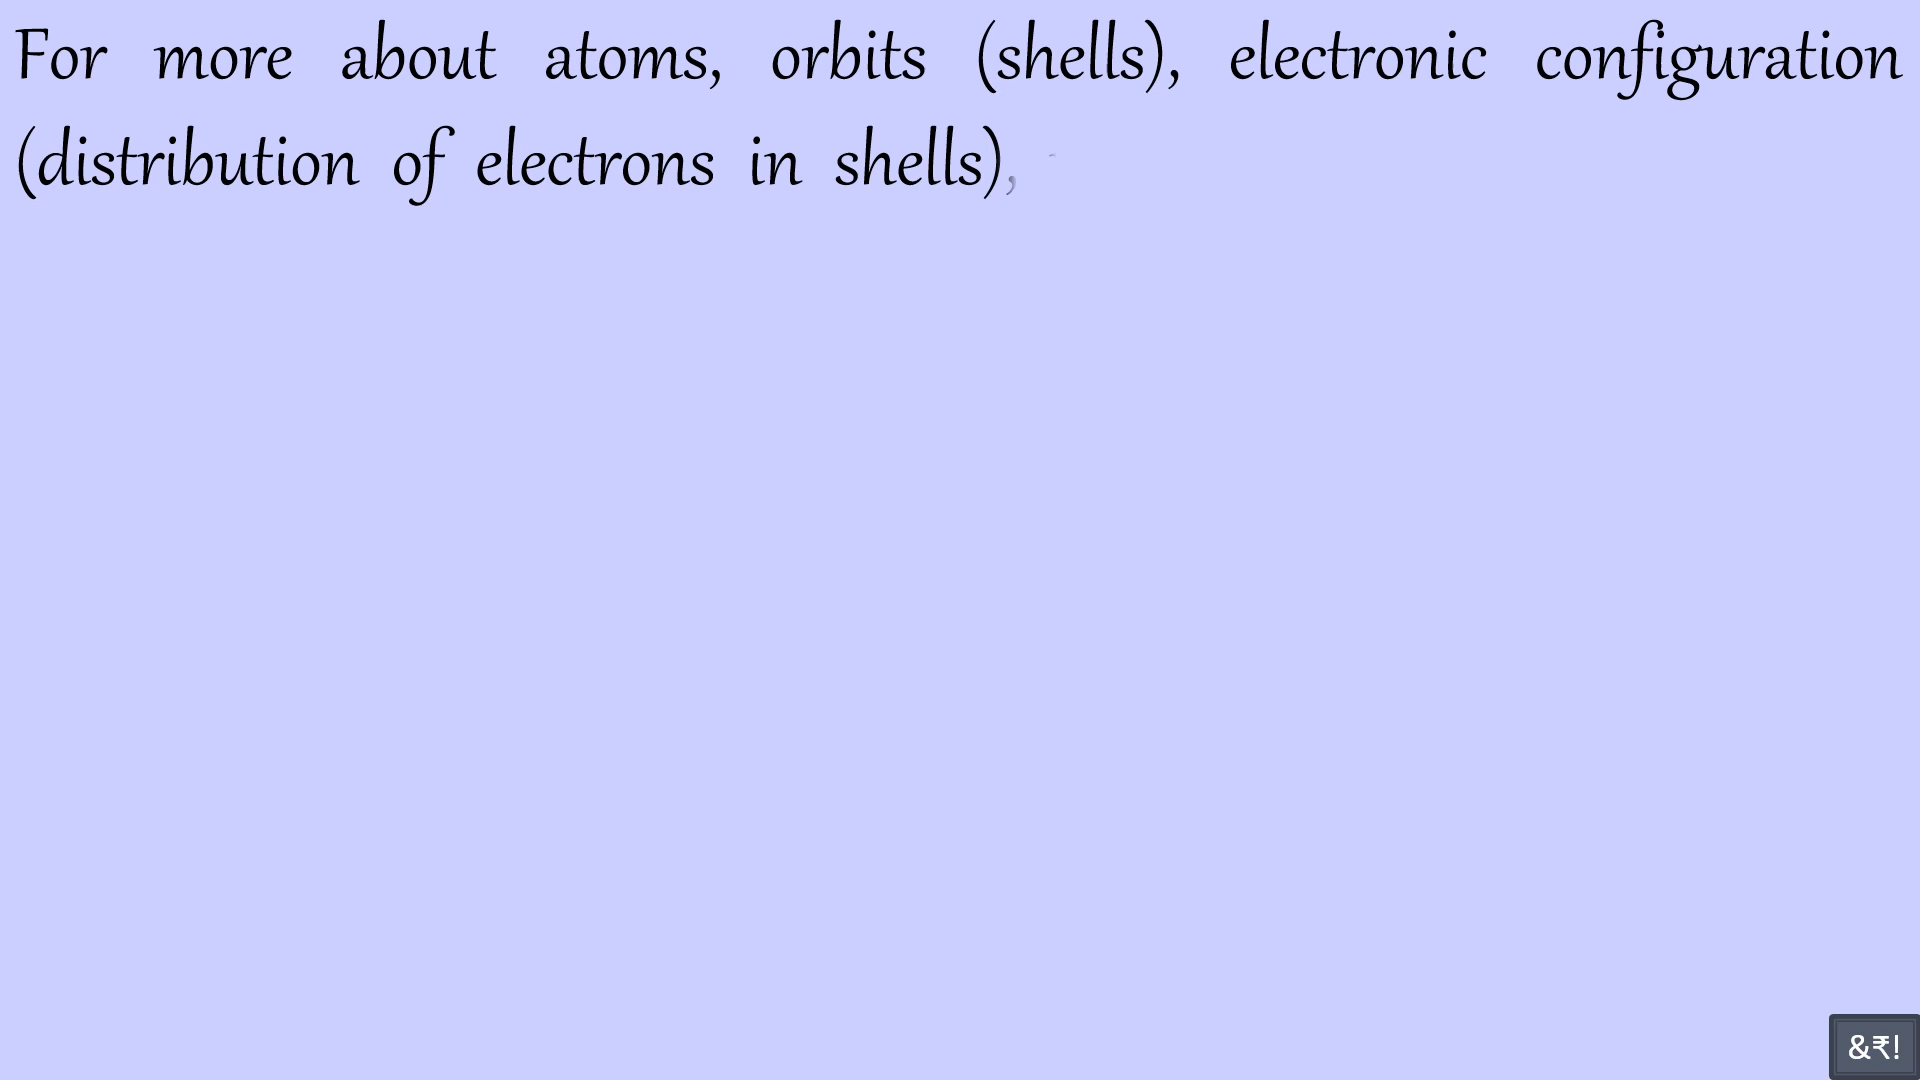 For more about atoms, orbits (shells), electronic configuration
(distribution of electrons in shells),
&₹!